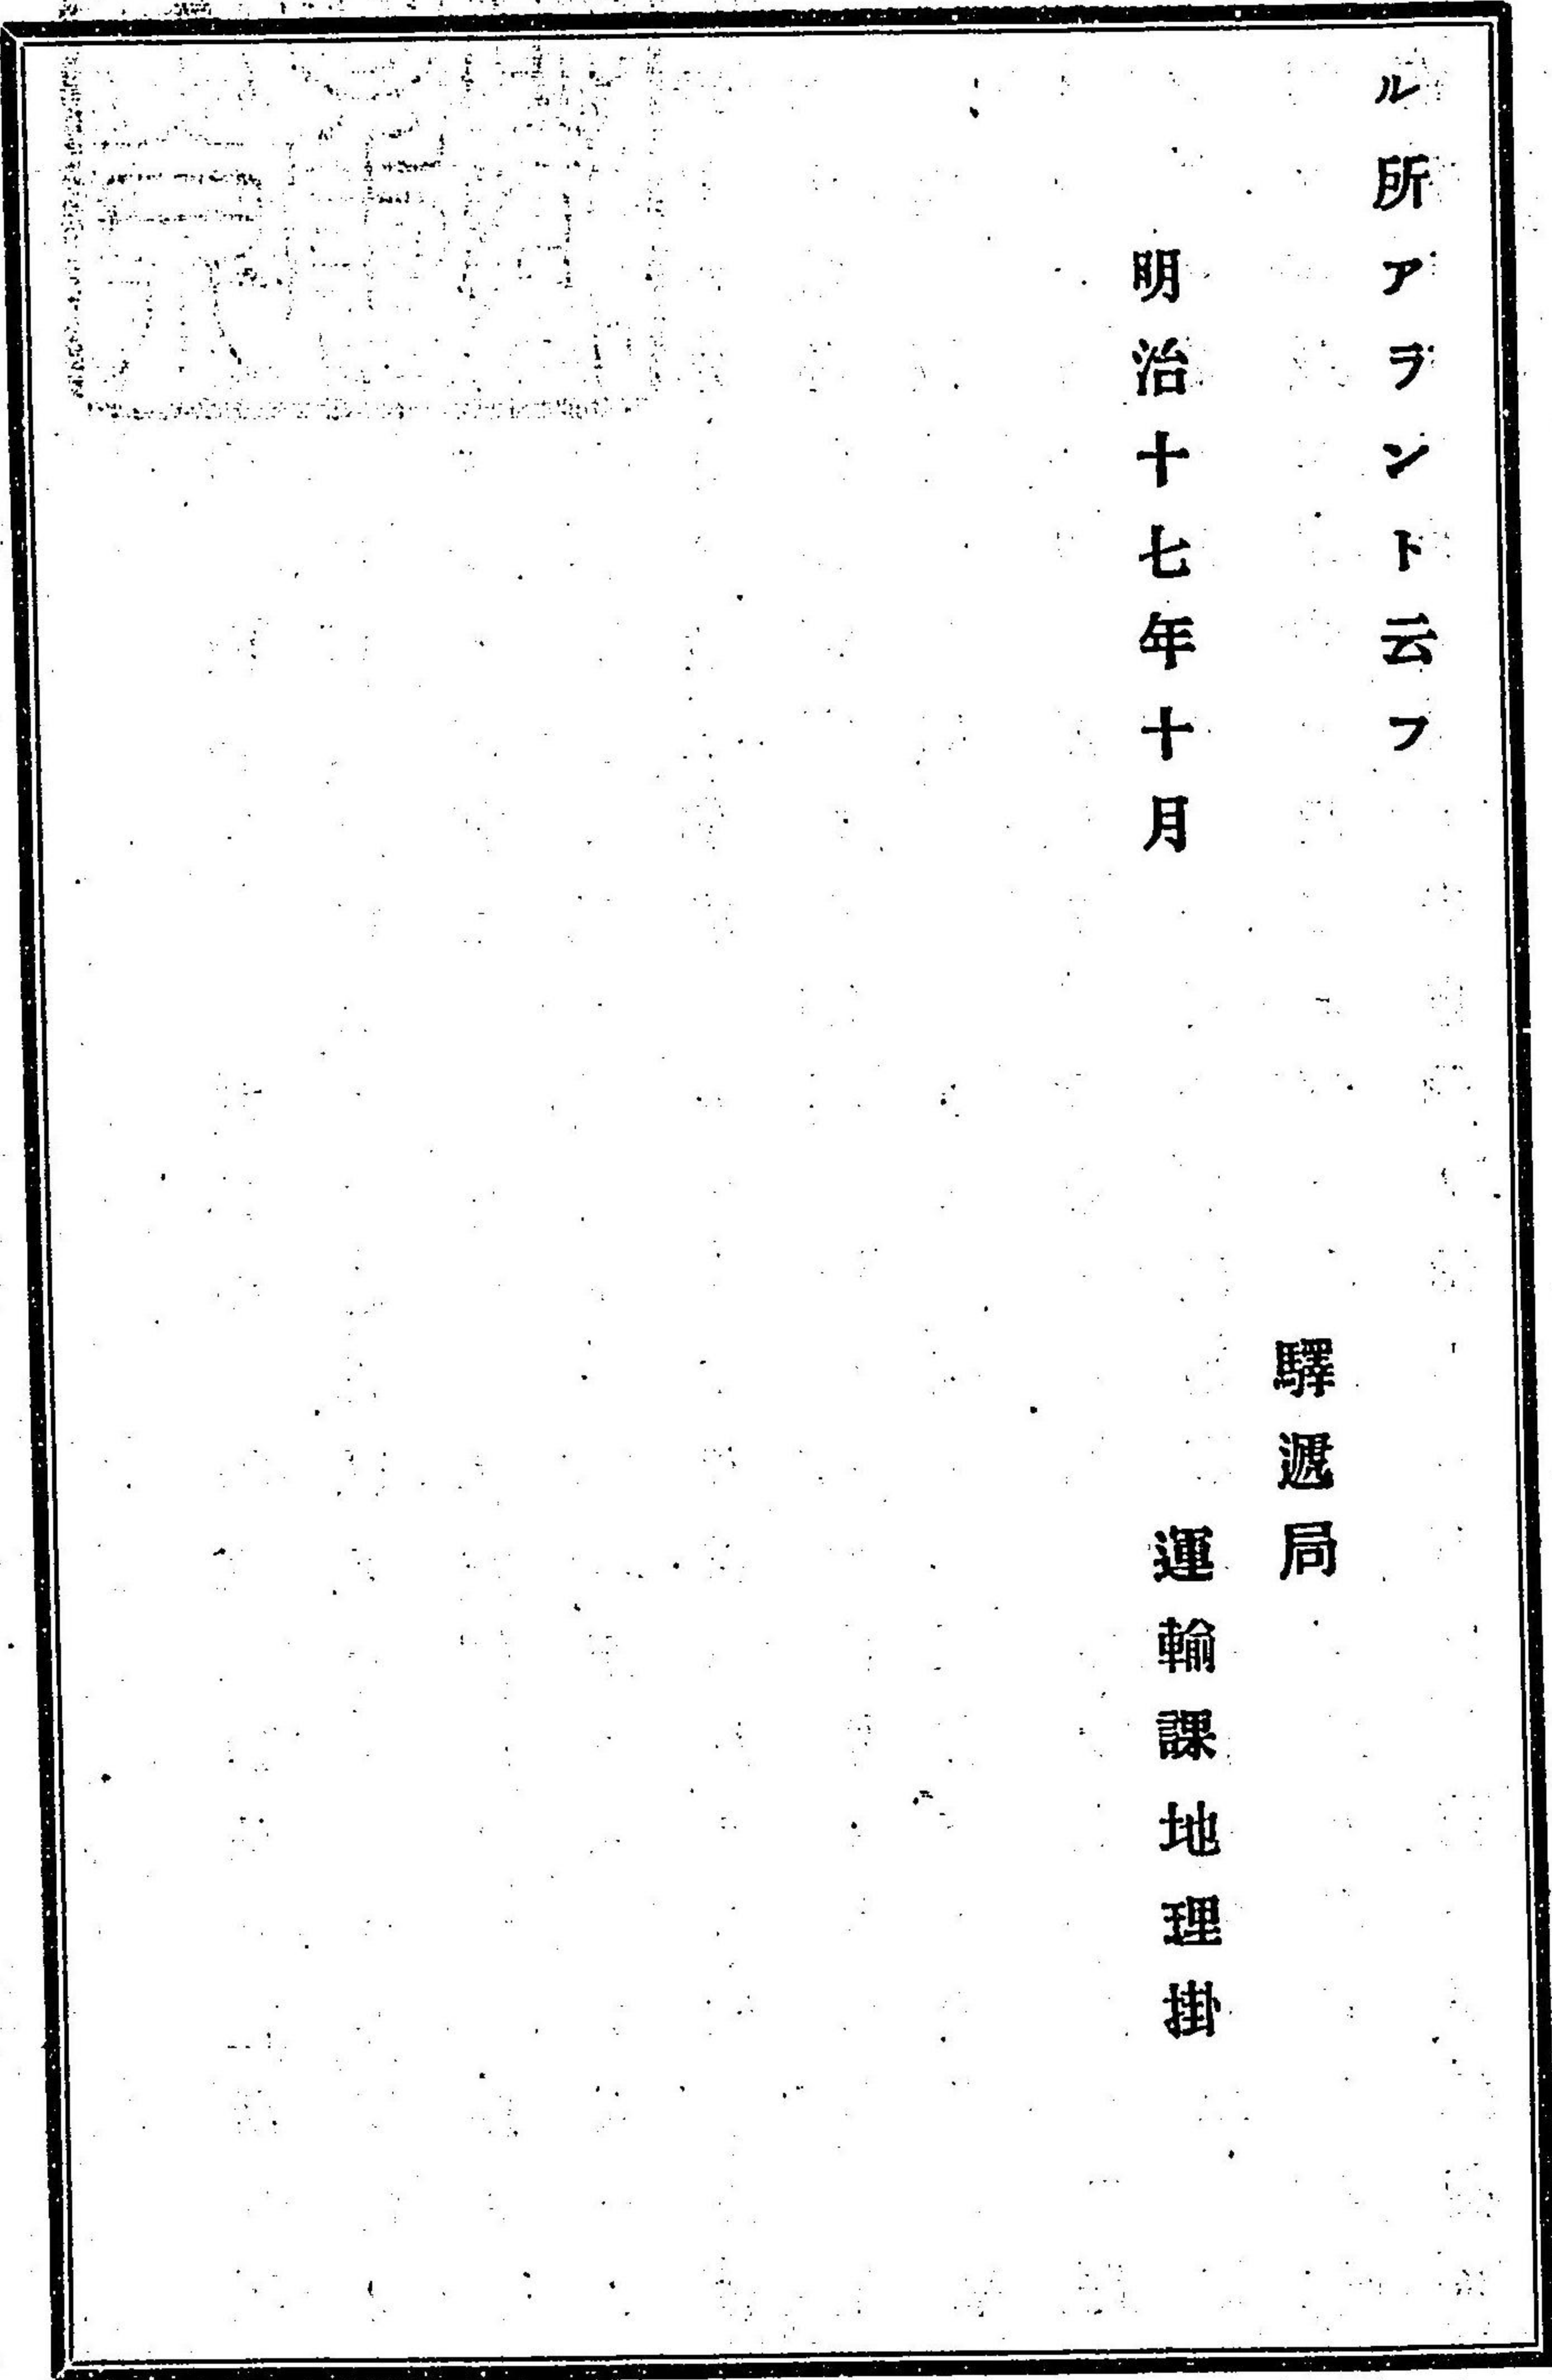 ル所アラント云フ
驛遞局
明治十七年十月
運輸課地理掛